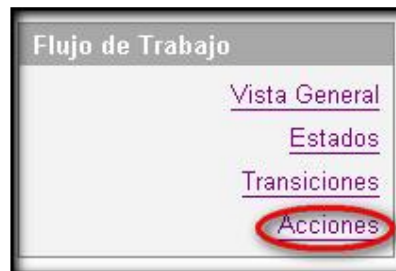 Flujo de Trabajo
Vista General
Estados
Transiciones
Acciones